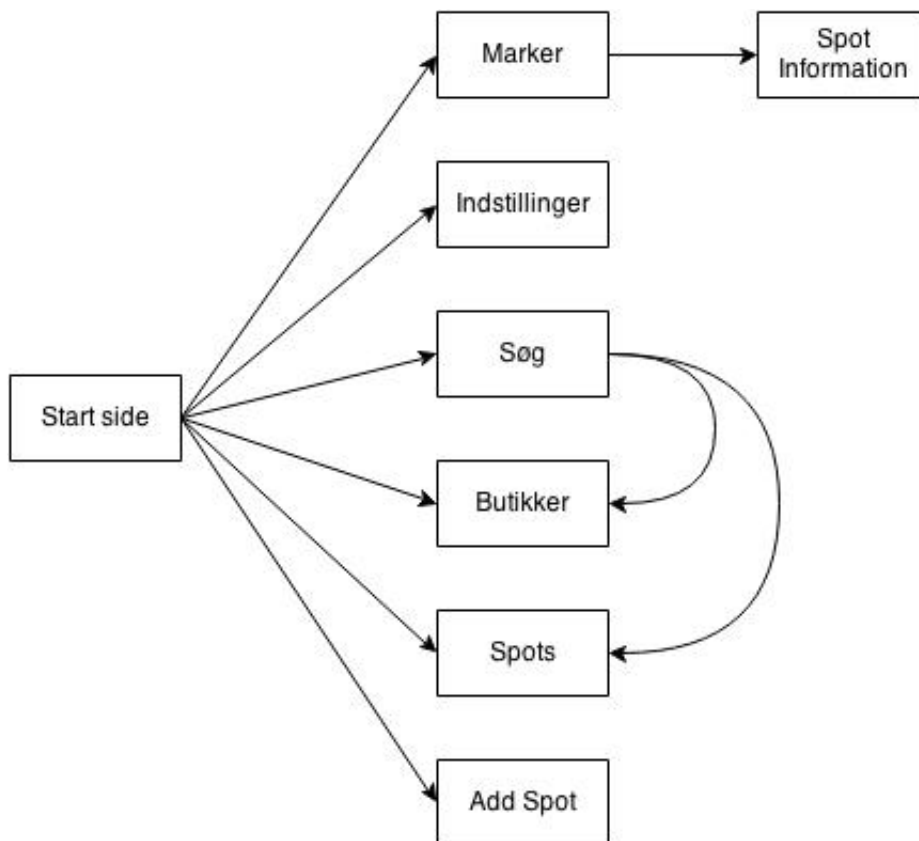 Marker
Spot
Information
Indstillinger
Søg
Start side
Butikker
Spots
Add Spot